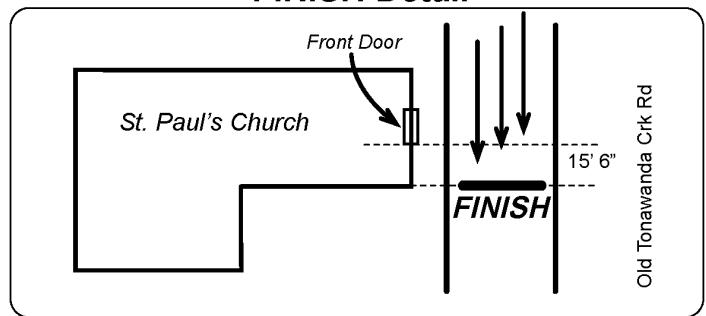 FINISH Detail
Front Door
St. Paul's Church
15' 6"
FINISH
Old Tonawanda Crk Rd